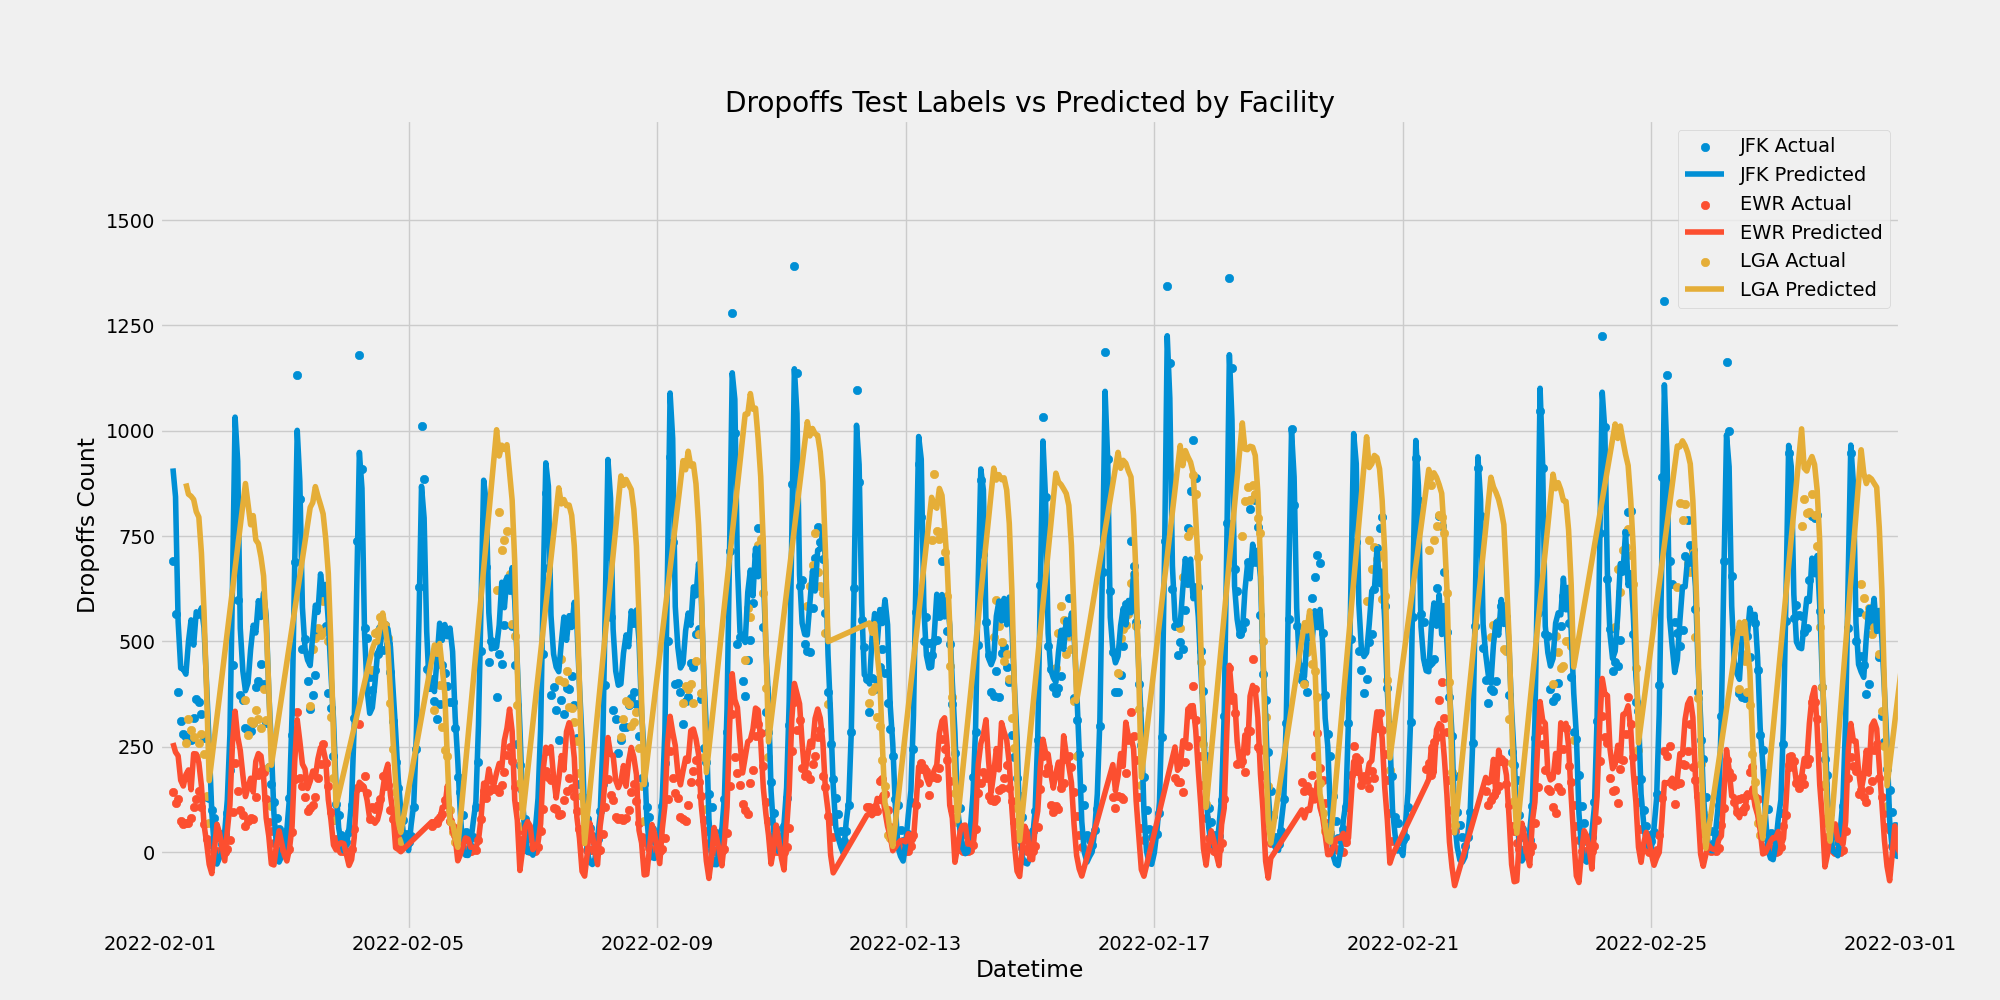 Dropoffs Test Labels vs Predicted by Facility
JFK Actual
JFK Predicted
EWR Actual
EWR Predicted
LGA Actual
LGA Predicted
Dropoffs Count
1500
1250
1000
750
500
250
0
2022-02-01
2022-02-05
2022-02-09
2022-02-13
2022-02-17
2022-02-21
2022-02-25
2022-03-01
Datetime